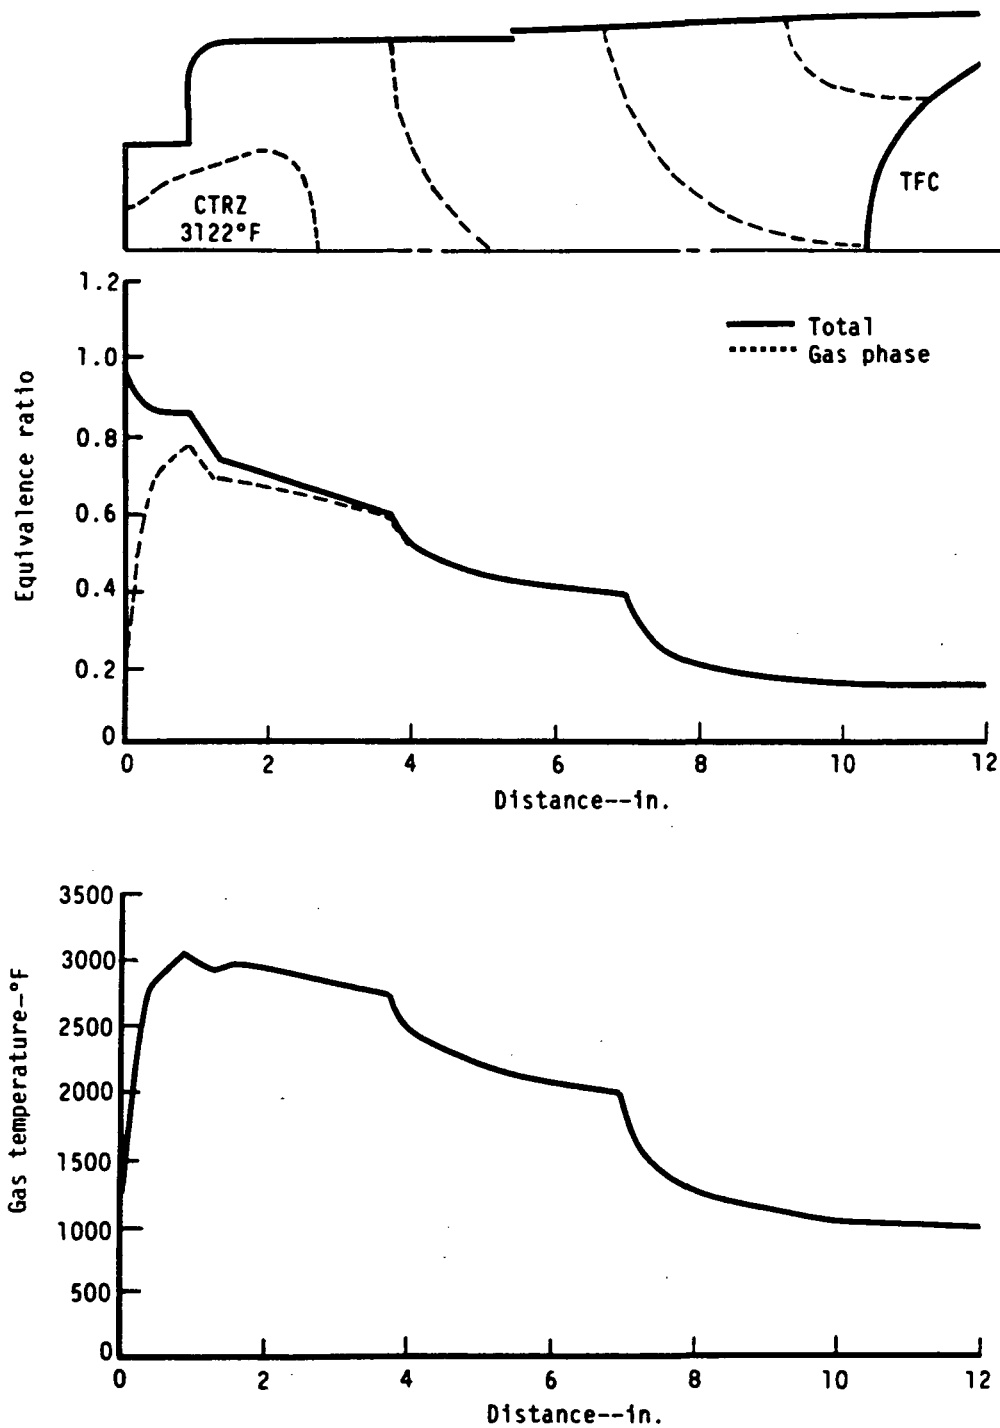 CTRZ
3122°F
TFC
1.2
1.0
0.8
0.6
0.4
0.2
0
Equivalence ratio
Total
Gas phase
0 2 4 6 8 10 12
Distance--in.
3500
3000
2500
2000
1500
1000
500
0
Gas temperature-°F
0 2 4 6 8 10 12
Distance--in.